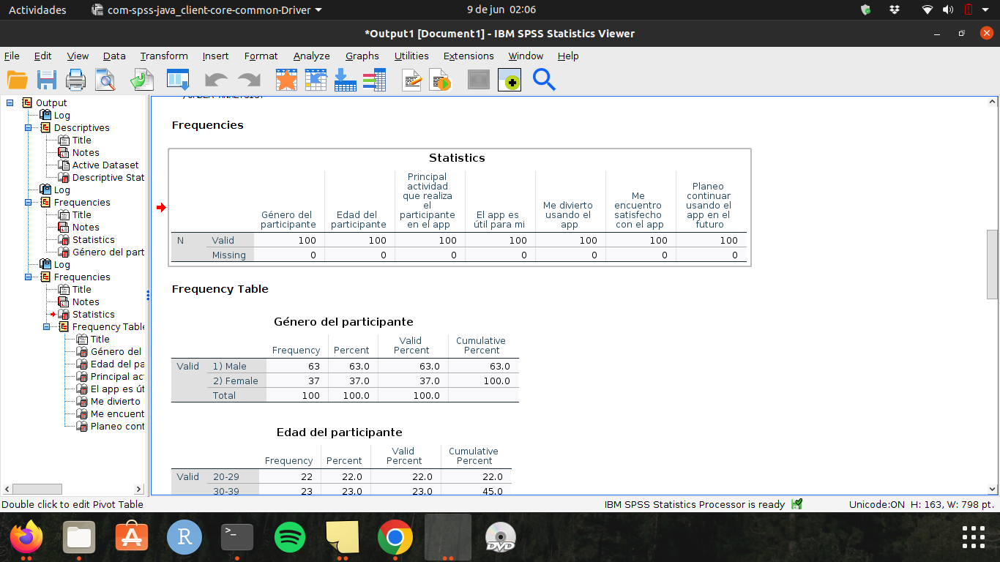 Actividades com-spss-java_client-core-common-Driver 9 de jun 02:06
*Output1 [Document1] - IBM SPSS Statistics Viewer
File Edit View Data Transform Insert Format Analyze Graphs Utilities Extensions Window Help
Output
Log
Descriptives
Title
Notes
Active Dataset
Descriptive Stat
Log
Frequencies
Title
Notes
Statistics
Género del part
Log
Frequencies
Title
Notes
Statistics
Frequency Table
Title
Género del
Edad del pa
Principal ac
El app es út
Me divierto
Me encuent
Planeo cont
/ORDER=ANALYSIS.
Frequencies
Statistics
Género del participante
Edad del participante
Principal actividad que realiza el participante en el app
El app es útil para mi
Me divierto usando el app
Me encuentro satisfecho con el app
Planeo continuar usando el app en el futuro
N Valid 100 100 100 100 100 100 100
Missing 0 0 0 0 0 0 0
Frequency Table
Género del participante
Frequency Percent Valid Percent Cumulative Percent
Valid 1) Male 63 63.0 63.0 63.0
2) Female 37 37.0 37.0 100.0
Total 100 100.0 100.0
Edad del participante
Frequency Percent Valid Percent Cumulative Percent
Valid 20-29 22 22.0 22.0 22.0
30-39 23 23.0 23.0 45.0
Double click to edit Pivot Table IBM SPSS Statistics Processor is ready Unicode:ON H: 163, W: 798 pt.
A R >_ DVD